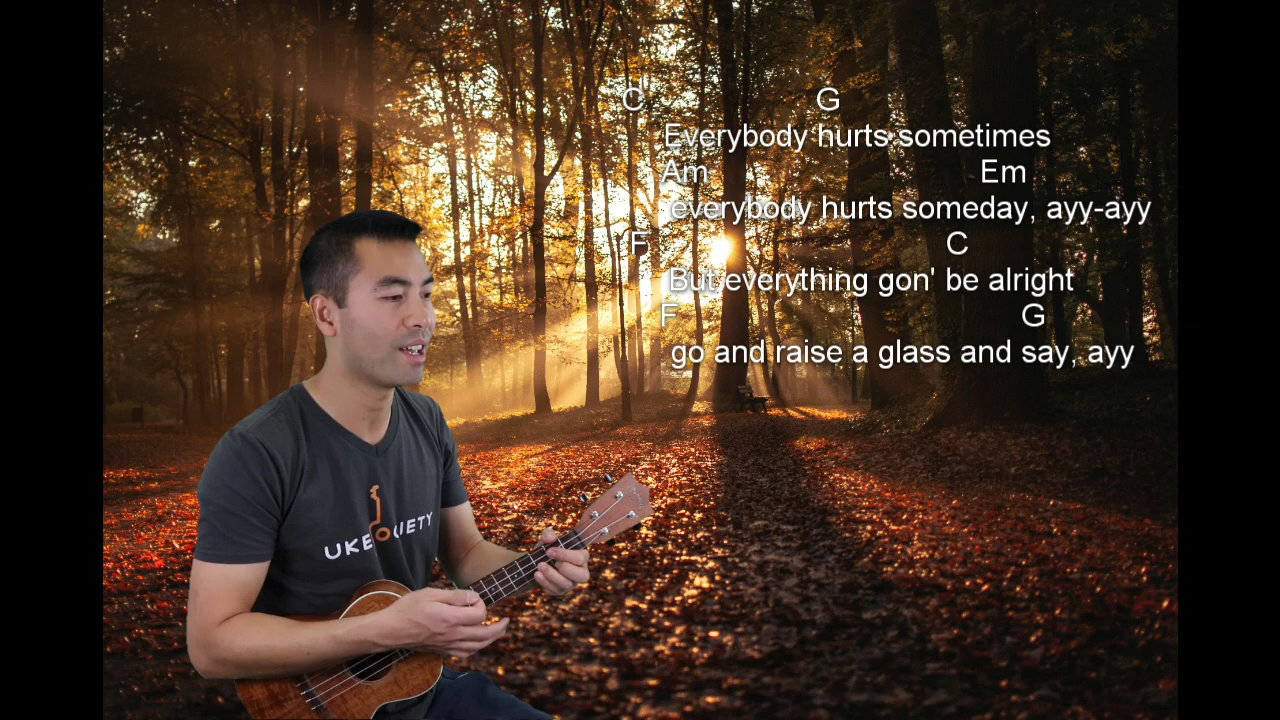 C G
Everybody hurts sometimes
Am Em
everybody hurts someday, ayy-ayy
F C
But everything gon' be alright
F G
go and raise a glass and say, ayy
UKE
IETY